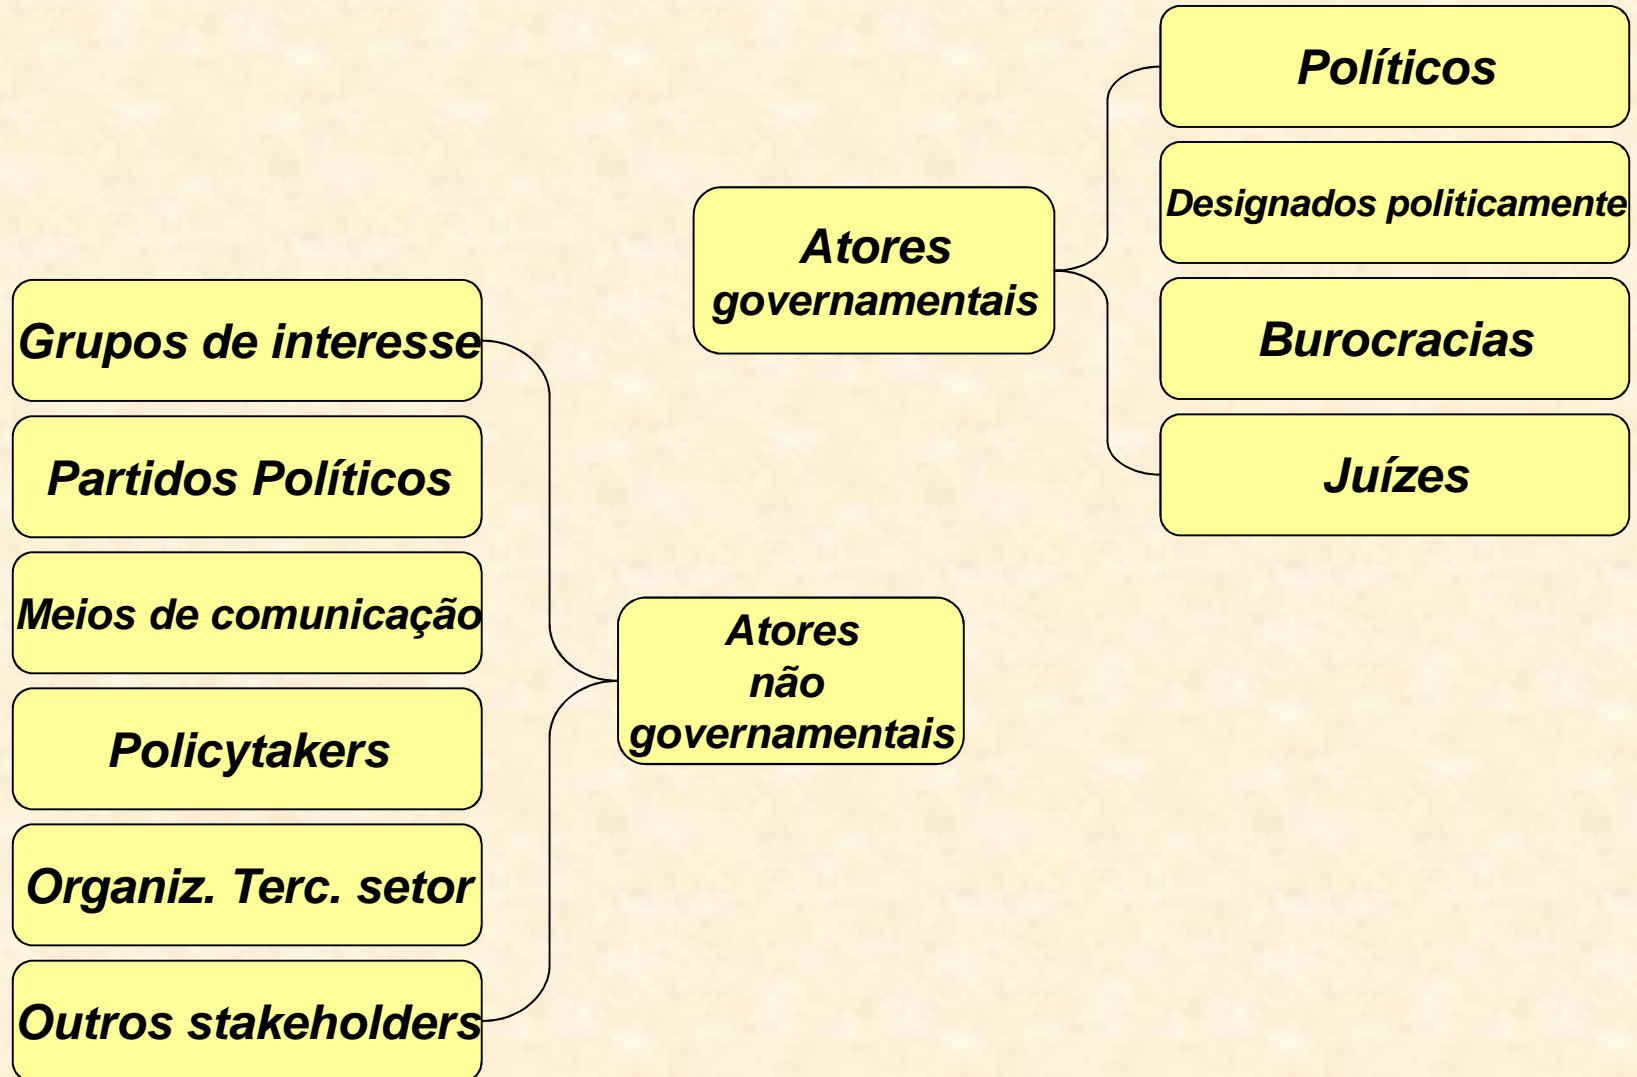 Políticos
Designados politicamente
Atores
governamentais
Burocracias
Juízes
Grupos de interesse
Partidos Políticos
Meios de comunicação
Policytakers
Organiz. Terc. setor
Outros stakeholders
Atores
não
governamentais